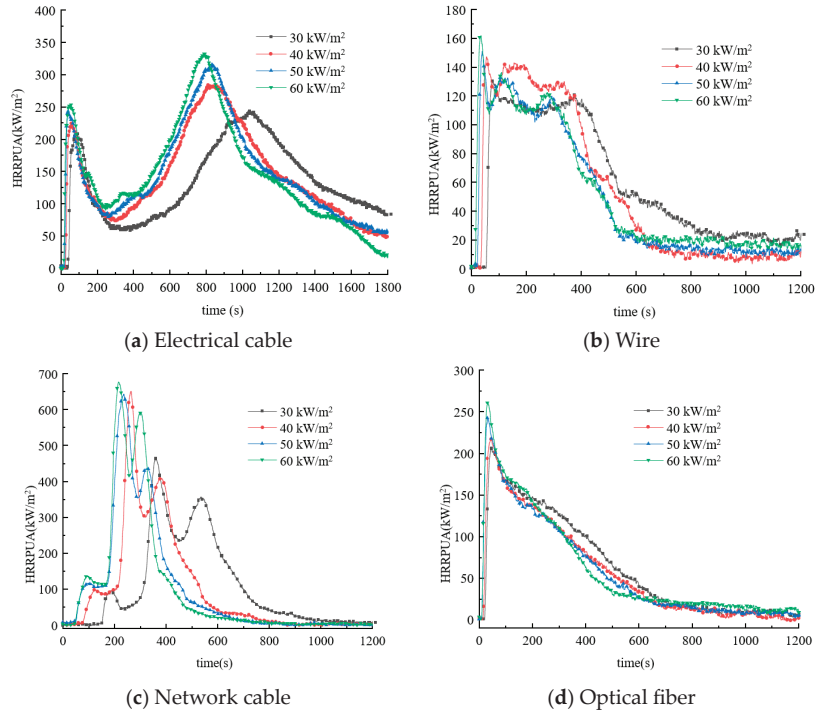 400
350
300
250
200
150
100
50
0
HRRPUA(kW/m²)
30 kW/m²
40 kW/m²
50 kW/m²
60 kW/m²
0 200 400 600 800 1000 1200 1400 1600 1800
time (s)
(a) Electrical cable
180
160
140
120
100
80
60
40
20
0
HRRPUA(kW/m²)
30 kW/m²
40 kW/m²
50 kW/m²
60 kW/m²
0 200 400 600 800 1000 1200
time (s)
(b) Wire
700
600
500
400
300
200
100
0
HRRPUA(kW/m²)
30 kW/m²
40 kW/m²
50 kW/m²
60 kW/m²
0 200 400 600 800 1000 1200
time(s)
(c) Network cable
300
250
200
150
100
50
0
HRRPUA(kW/m²)
30 kW/m²
40 kW/m²
50 kW/m²
60 kW/m²
0 200 400 600 800 1000 1200
time(s)
(d) Optical fiber